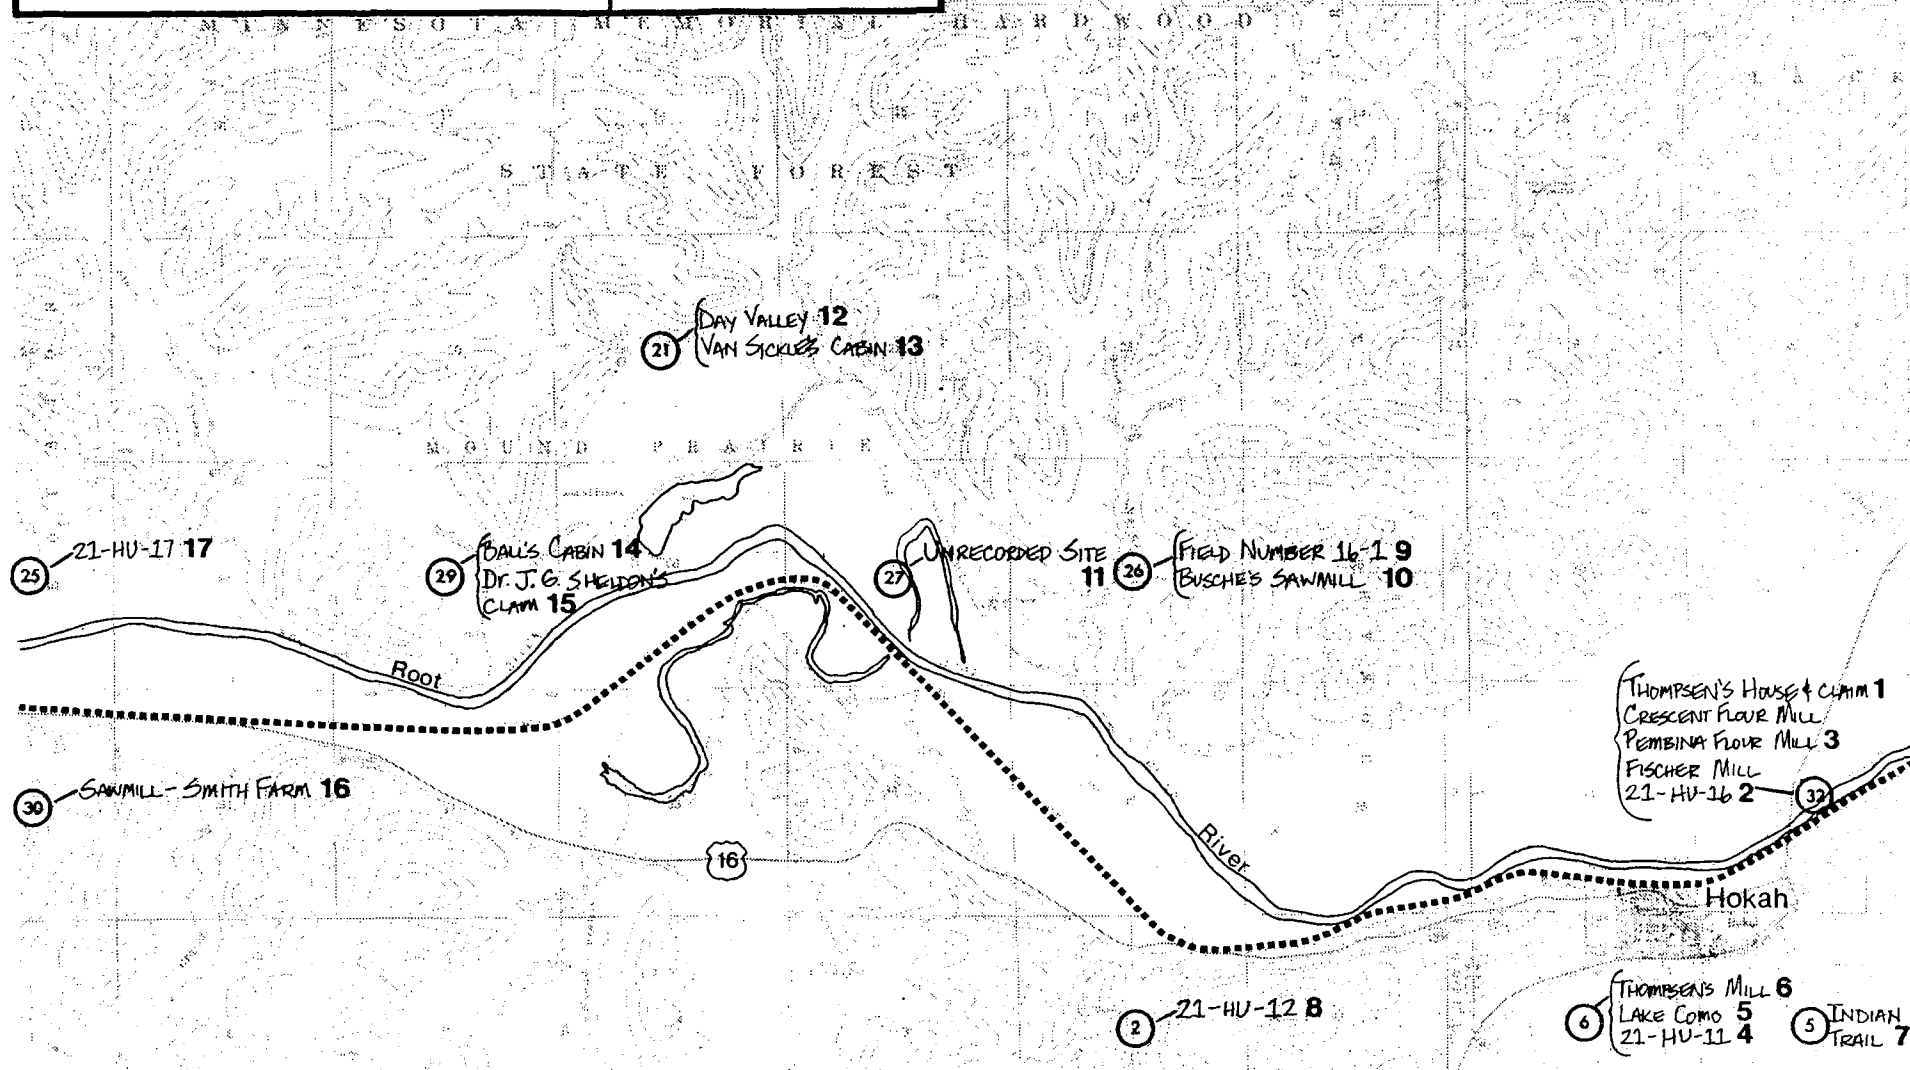 MINNESOTA MEMORIAL HARDWOOD
STATE FOREST
DAY VALLEY 12
21
VAN SICKLE'S CABIN 13
MOUND PRAIRIE
21-HU-17 17
25
BALL'S CABIN 14
29
DR. J. G. SHELDON'S
CLAIM 15
UNRECORDED SITE
27
11
26
FIELD NUMBER 16-1 9
BUSCHE'S SAWMILL 10
Root
THOMPSEN'S HOUSE & CLAIM 1
CRESCENT FLOUR MILL
PEMBINA FLOUR MILL 3
FISCHER MILL
21-HU-16 2
32
SAWMILL-SMITH FARM 16
30
River
16
Hokah
21-HU-12 8
2
THOMPSEN'S MILL 6
6
LAKE COMO 5
21-HU-11 4
5
INDIAN
TRAIL 7